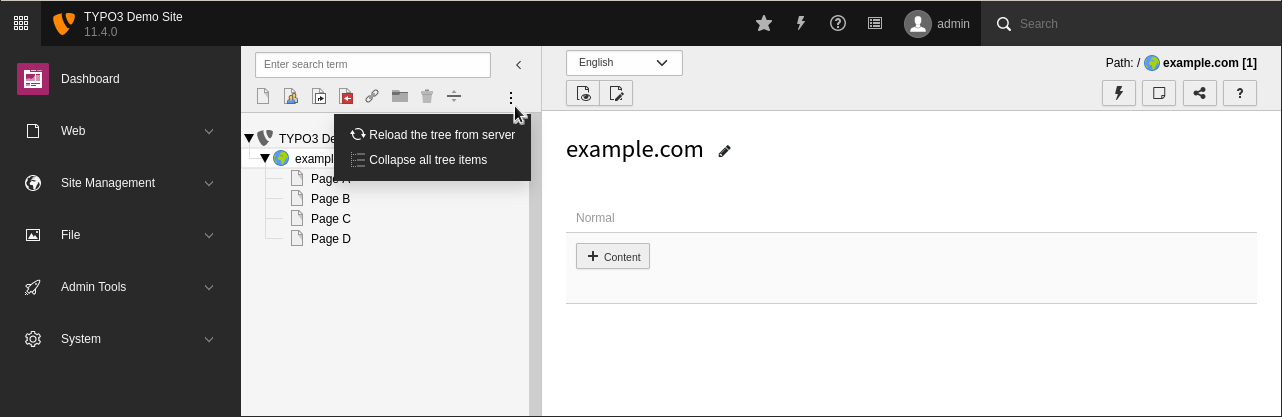 TYPO3 Demo Site
11.4.0
admin
Search
Dashboard
Web
Site Management
File
Admin Tools
System
Enter search term
Reload the tree from server
Collapse all tree items
TYPO3 De
exampl
Page A
Page B
Page C
Page D
English
Path: / example.com [1]
?
example.com
Normal
+ Content